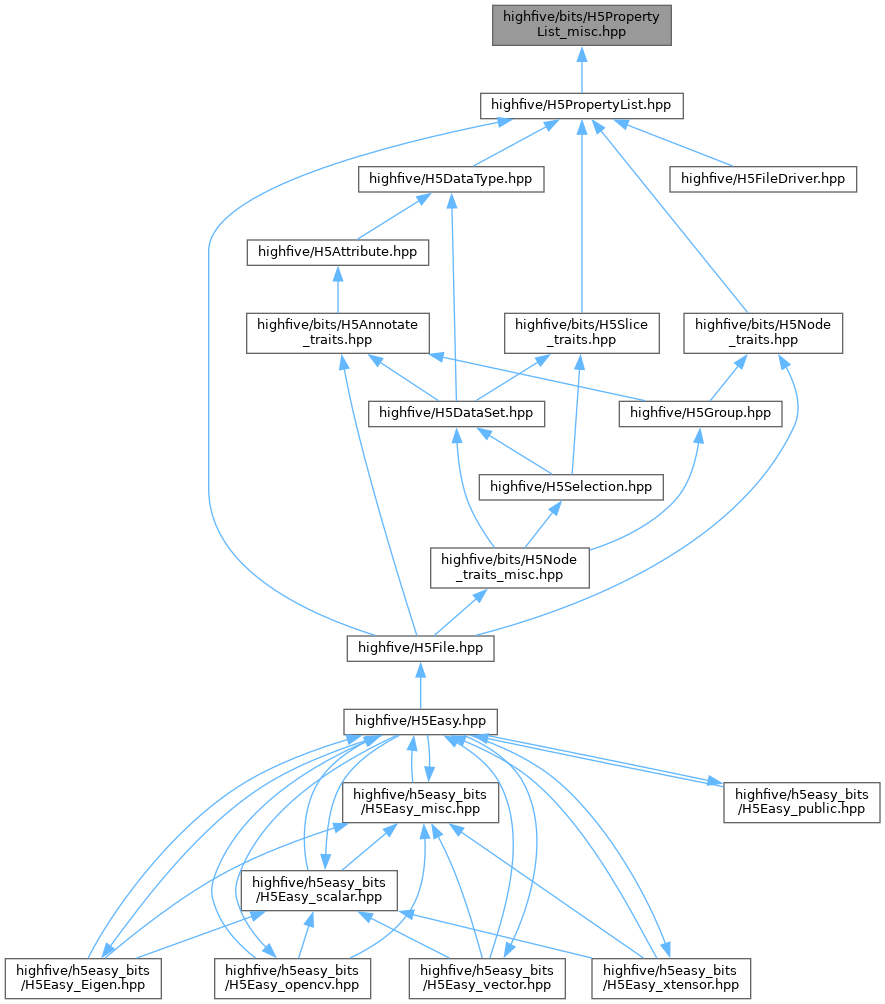 highfive/bits/H5Property
List_misc.hpp
highfive/H5PropertyList.hpp
highfive/H5DataType.hpp
highfive/H5FileDriver.hpp
highfive/H5Attribute.hpp
highfive/bits/H5Annotate
_traits.hpp
highfive/bits/H5Slice
_traits.hpp
highfive/bits/H5Node
_traits.hpp
highfive/H5DataSet.hpp
highfive/H5Group.hpp
highfive/H5Selection.hpp
highfive/bits/H5Node
_traits_misc.hpp
highfive/H5File.hpp
highfive/H5Easy.hpp
highfive/h5easy_bits
/H5Easy_misc.hpp
highfive/h5easy_bits
/H5Easy_public.hpp
highfive/h5easy_bits
/H5Easy_scalar.hpp
highfive/h5easy_bits
/H5Easy_Eigen.hpp
highfive/h5easy_bits
/H5Easy_opencv.hpp
highfive/h5easy_bits
/H5Easy_vector.hpp
highfive/h5easy_bits
/H5Easy_xtensor.hpp